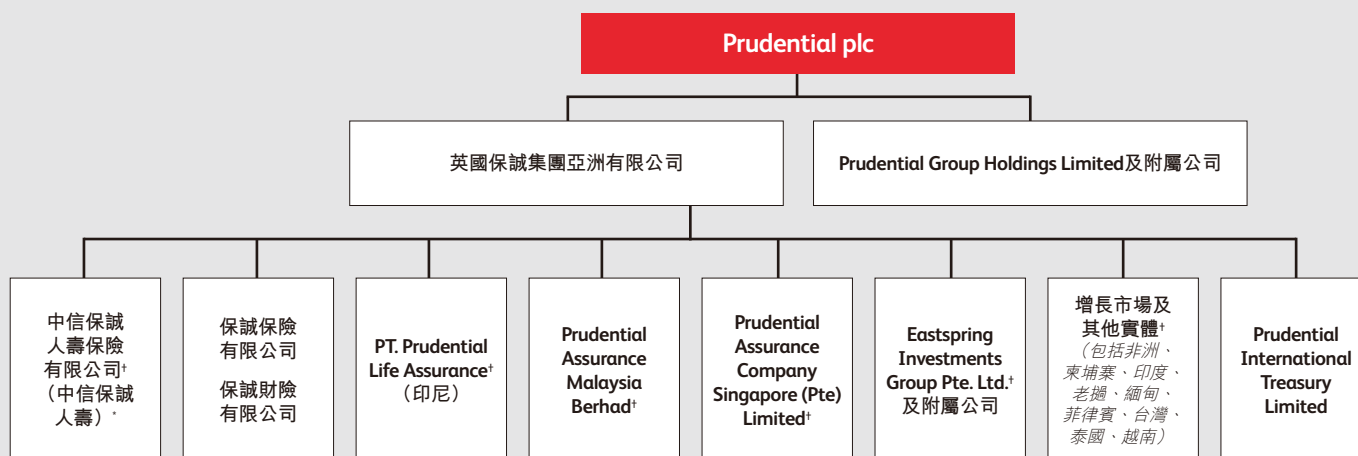 Prudential plc
英國保誠集團亞洲有限公司
Prudential Group Holdings Limited及附屬公司
中信保誠
人壽保險
有限公司†
（中信保誠
人壽）*
保誠保險
有限公司
保誠財險
有限公司
PT. Prudential
Life Assurance†
（印尼）
Prudential
Assurance
Malaysia
Berhad†
Prudential
Assurance
Company
Singapore (Pte)
Limited†
Eastspring
Investments
Group Pte. Ltd.†
及附屬公司
增長市場及
其他實體†
（包括非洲、
柬埔寨、印度、
老撾、緬甸、
菲律賓、台灣、
泰國、越南）
Prudential
International
Treasury
Limited